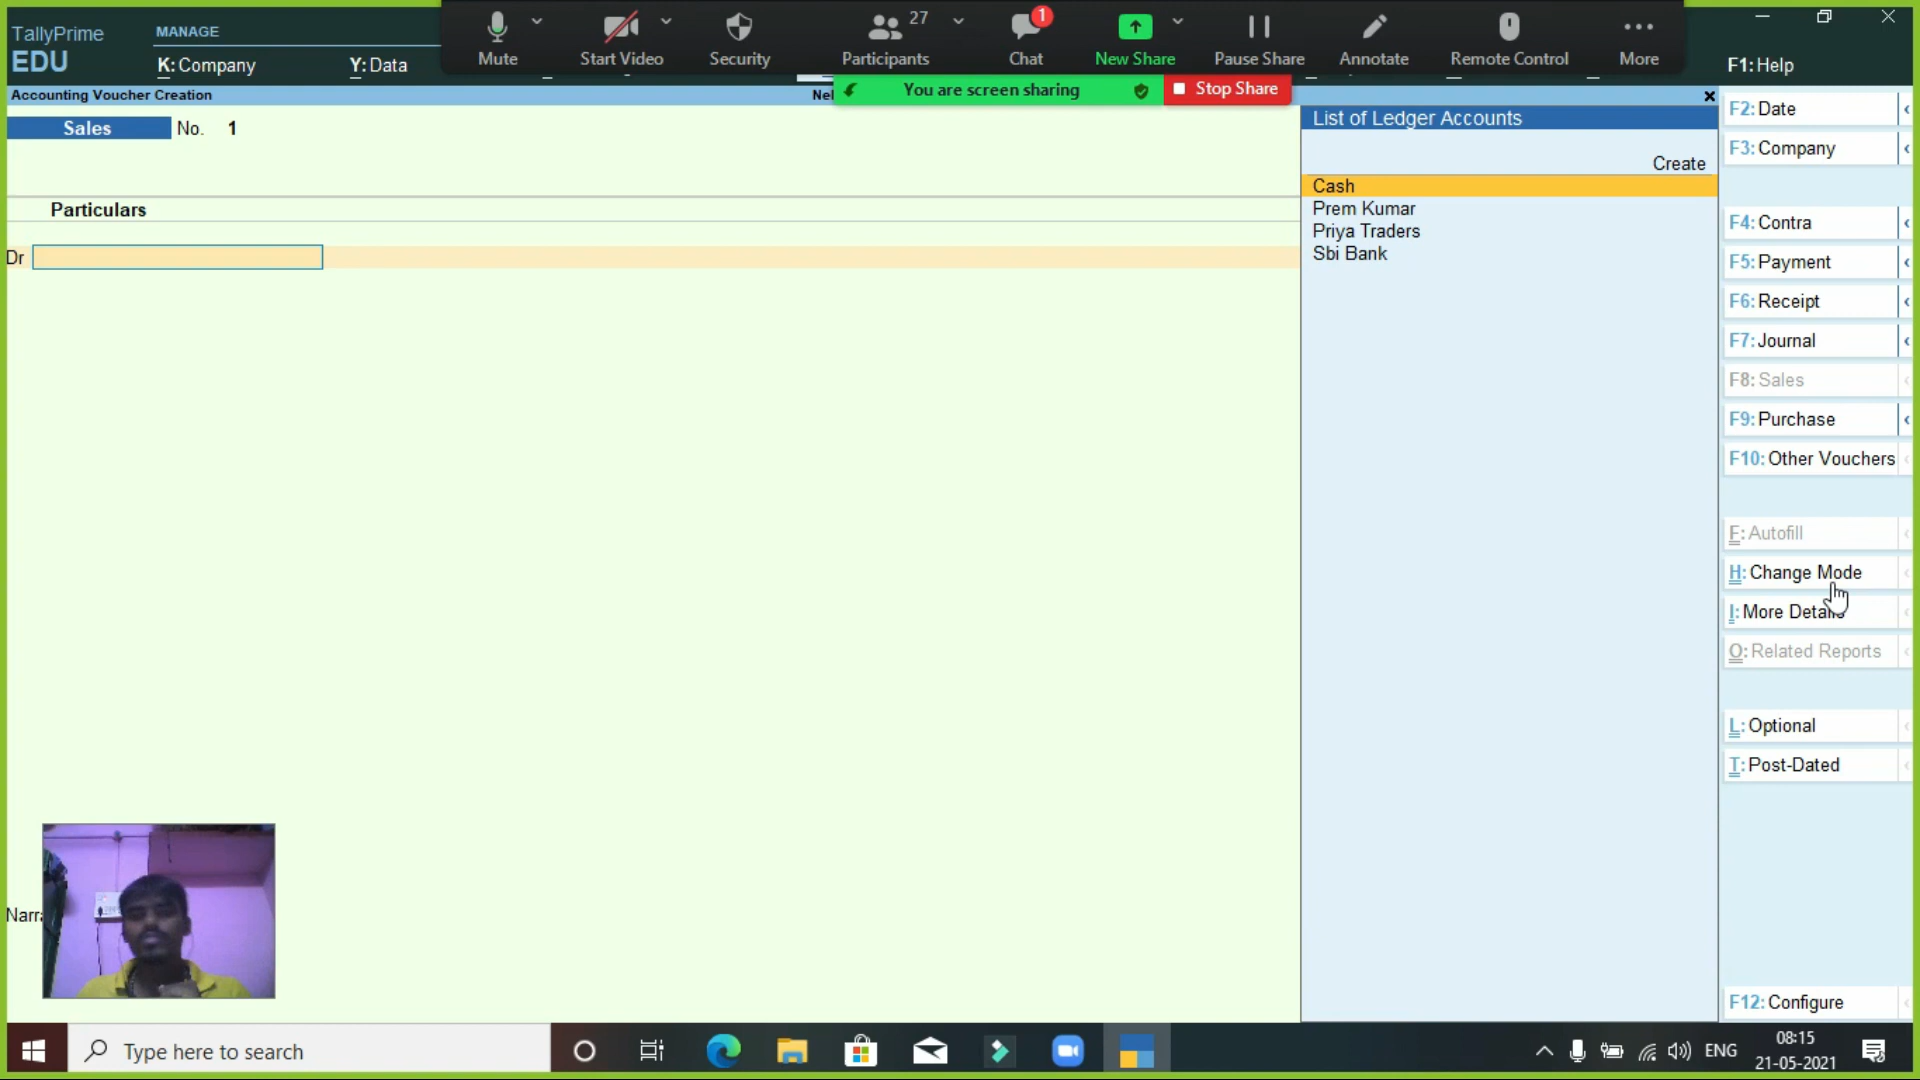 TallyPrime
EDU
MANAGE
K: Company
Y: Data
Mute
Start Video
Security
27
Participants
1
Chat
New Share
Pause Share
Annotate
Remote Control
More
You are screen sharing
Stop Share
F1: Help
Accounting Voucher Creation
Sales No. 1
Particulars
Dr
List of Ledger Accounts
Create
Cash
Prem Kumar
Priya Traders
Sbi Bank
F2: Date
F3: Company
F4: Contra
F5: Payment
F6: Receipt
F7: Journal
F8: Sales
F9: Purchase
F10: Other Vouchers
F: Autofill
H: Change Mode
I: More Details
O: Related Reports
L: Optional
T: Post-Dated
F12: Configure
Type here to search
ENG
08:15
21-05-2021